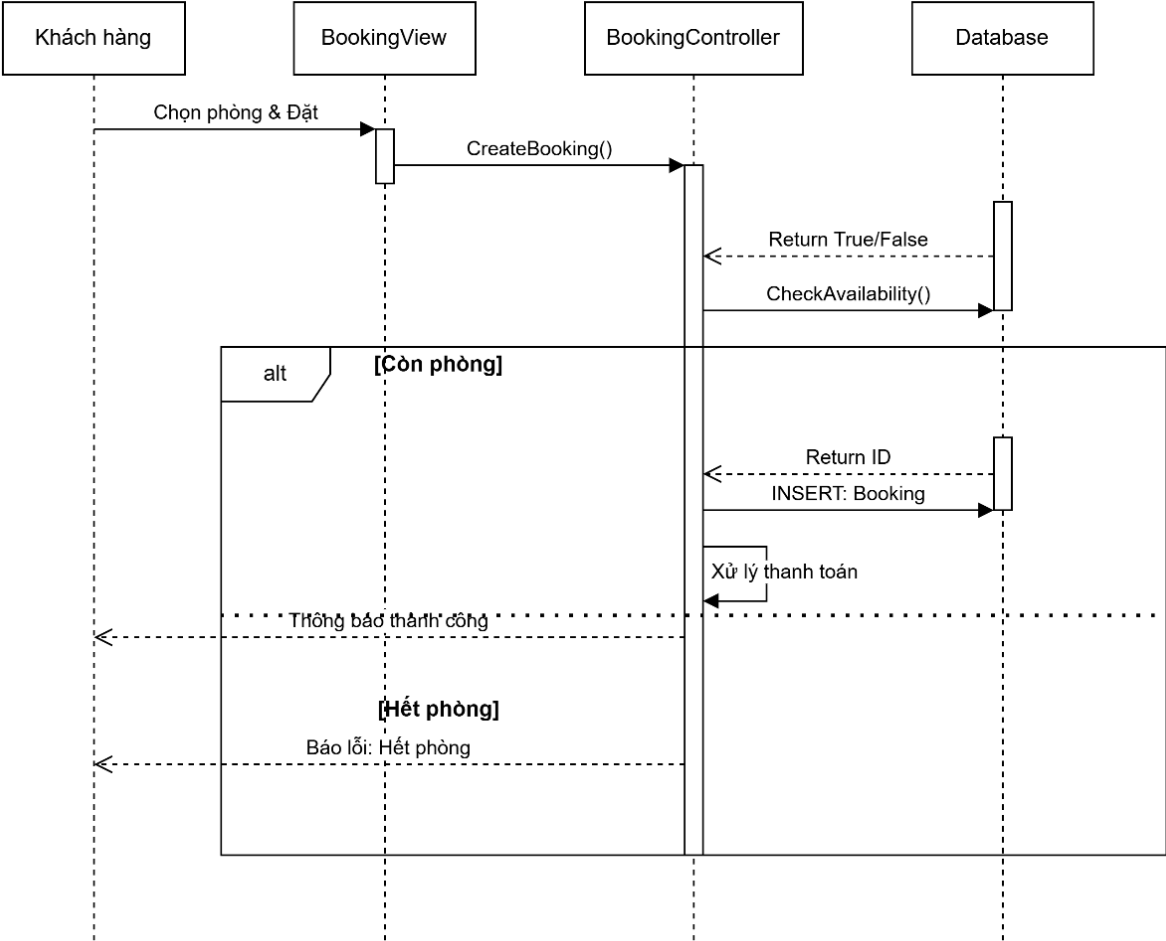 Khách hàng
BookingView
BookingController
Database
Chọn phòng & Đặt
CreateBooking()
Return True/False
CheckAvailability()
alt
[Còn phòng]
Return ID
INSERT: Booking
Xử lý thanh toán
Thông báo thành công
[Hết phòng]
Báo lỗi: Hết phòng